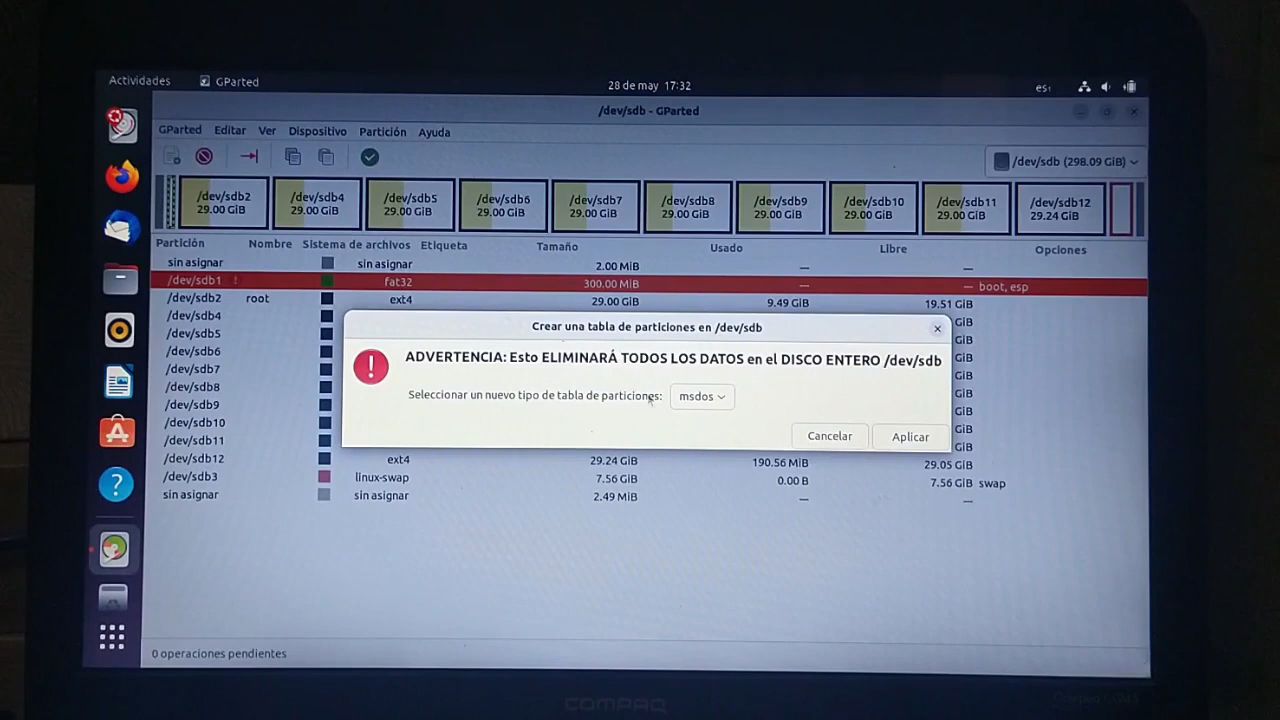 Actividades GParted 28 de may 17:32 es
/dev/sdb - GParted
GParted Editar Ver Dispositivo Partición Ayuda
/dev/sdb (298.09 GiB)
/dev/sdb2 /dev/sdb4 /dev/sdb5 /dev/sdb6 /dev/sdb7 /dev/sdb8 /dev/sdb9 /dev/sdb10 /dev/sdb11 /dev/sdb12
29.00 GiB 29.00 GiB 29.00 GiB 29.00 GiB 29.00 GiB 29.00 GiB 29.00 GiB 29.00 GiB 29.00 GiB 29.24 GiB
Partición Nombre Sistema de archivos Etiqueta Tamaño Usado Libre Opciones
sin asignar sin asignar 2.00 MiB — —
/dev/sdb1 ! fat32 300.00 MiB — — boot, esp
/dev/sdb2 root ext4 29.00 GiB 9.49 GiB 19.51 GiB
/dev/sdb4 GiB
/dev/sdb5 GiB
/dev/sdb6 GiB
/dev/sdb7 GiB
/dev/sdb8 GiB
/dev/sdb9 GiB
/dev/sdb10 GiB
/dev/sdb11 GiB
/dev/sdb12 ext4 29.24 GiB 190.56 MiB 29.05 GiB
/dev/sdb3 linux-swap 7.56 GiB 0.00 B 7.56 GiB swap
sin asignar sin asignar 2.49 MiB — —
Crear una tabla de particiones en /dev/sdb
ADVERTENCIA: Esto ELIMINARÁ TODOS LOS DATOS en el DISCO ENTERO /dev/sdb
Seleccionar un nuevo tipo de tabla de particiones: msdos
Cancelar Aplicar
0 operaciones pendientes
COMPAQ